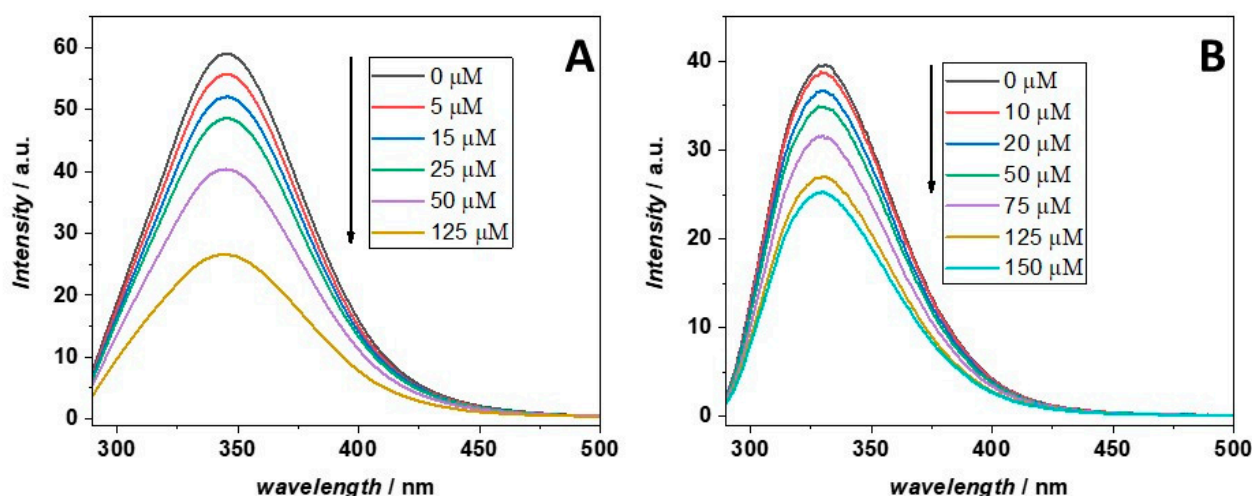 A
60
50
40
30
20
10
0
Intensity / a.u.
0 μM
5 μM
15 μM
25 μM
50 μM
125 μM
300 350 400 450 500
wavelength / nm
B
40
30
20
10
0
Intensity / a.u.
0 μM
10 μM
20 μM
50 μM
75 μM
125 μM
150 μM
300 350 400 450 500
wavelength / nm